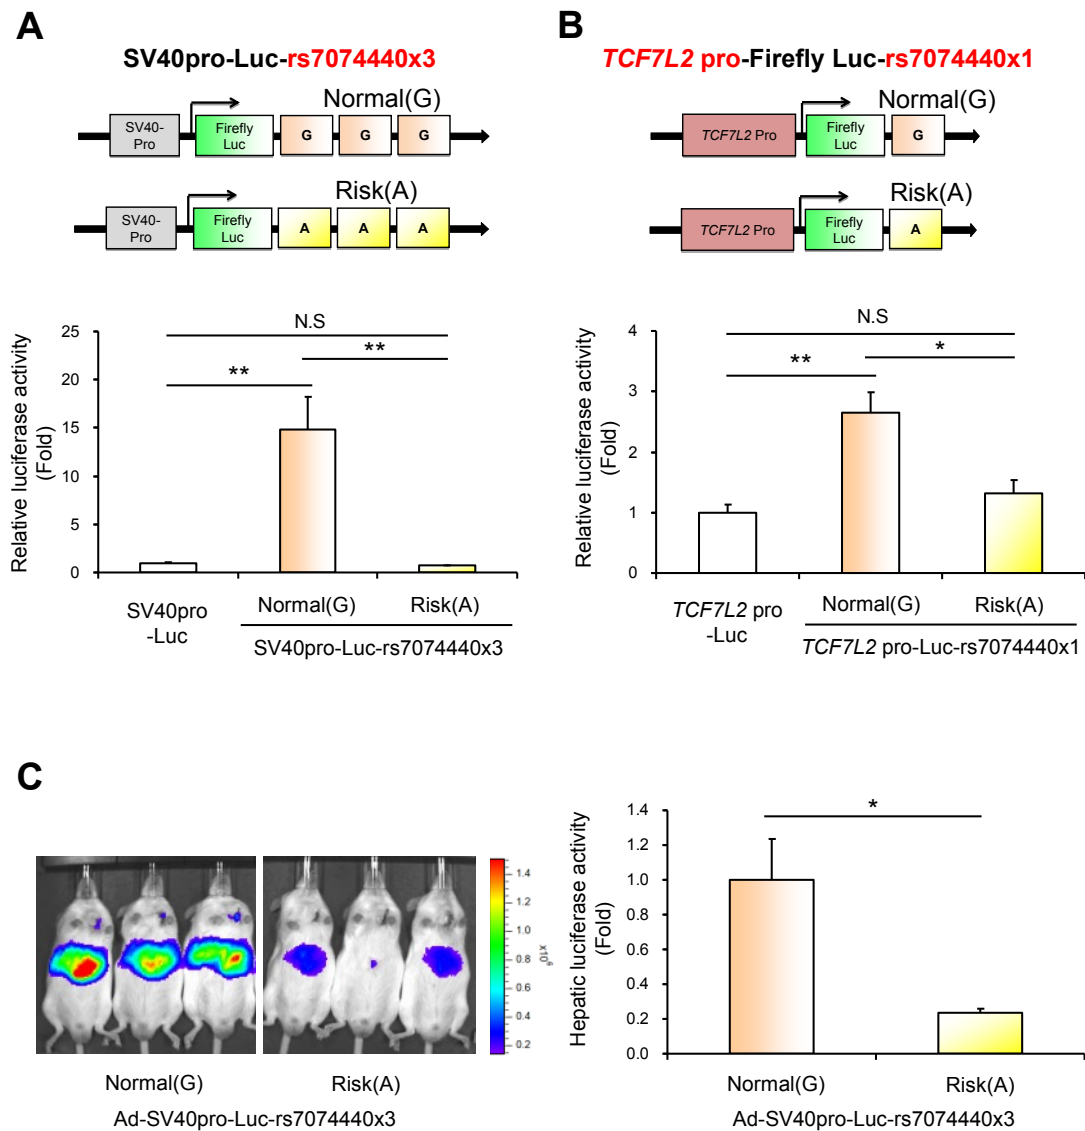 A
SV40pro-Luc-rs7074440x3
Normal(G)
SV40-
Pro
Firefly
Luc
G G G
Risk(A)
SV40-
Pro
Firefly
Luc
A A A
Relative luciferase activity
(Fold)
25
20
15
10
5
0
N.S
**
**
SV40pro
-Luc
Normal(G) Risk(A)
SV40pro-Luc-rs7074440x3
B
TCF7L2 pro-Firefly Luc-rs7074440x1
Normal(G)
TCF7L2 Pro
Firefly
Luc
G
Risk(A)
TCF7L2 Pro
Firefly
Luc
A
Relative luciferase activity
(Fold)
4
3
2
1
0
N.S
**
*
TCF7L2 pro
-Luc
Normal(G) Risk(A)
TCF7L2 pro-Luc-rs7074440x1
C
1.4
1.2
1.0
0.8
0.6
0.4
0.2
x10⁶
Normal(G) Risk(A)
Ad-SV40pro-Luc-rs7074440x3
Hepatic luciferase activity
(Fold)
1.4
1.2
1.0
0.8
0.6
0.4
0.2
0.0
*
Normal(G) Risk(A)
Ad-SV40pro-Luc-rs7074440x3